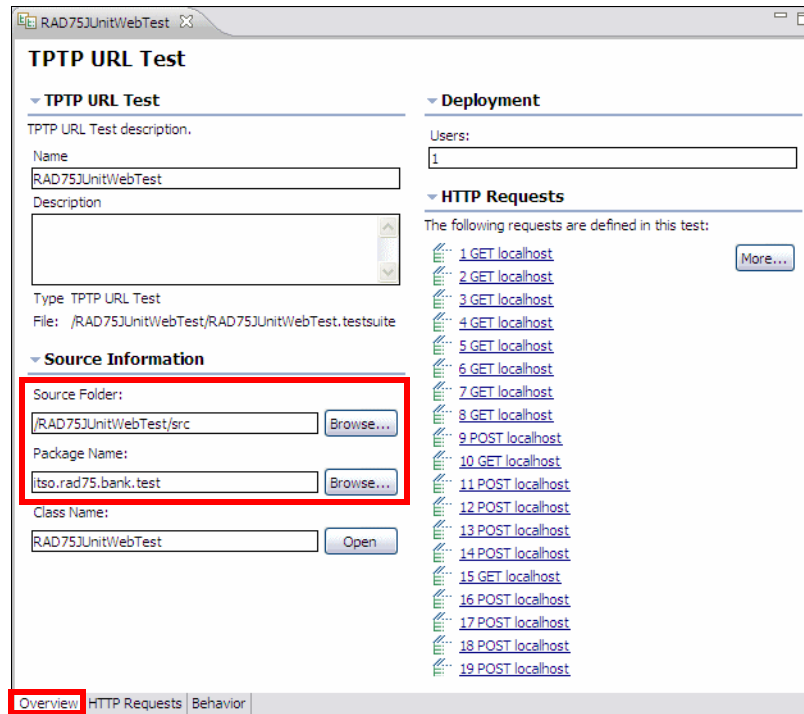 RAD75JUnitWebTest
TPTP URL Test
TPTP URL Test
TPTP URL Test description.
Name
RAD75JUnitWebTest
Description
Type TPTP URL Test
File: /RAD75JUnitWebTest/RAD75JUnitWebTest.testsuite
Source Information
Source Folder:
/RAD75JUnitWebTest/src
Browse...
Package Name:
itso.rad75.bank.test
Browse...
Class Name:
RAD75JUnitWebTest
Open
Deployment
Users:
1
HTTP Requests
The following requests are defined in this test:
More...
1 GET localhost
2 GET localhost
3 GET localhost
4 GET localhost
5 GET localhost
6 GET localhost
7 GET localhost
8 GET localhost
9 POST localhost
10 GET localhost
11 POST localhost
12 POST localhost
13 POST localhost
14 POST localhost
15 GET localhost
16 POST localhost
17 POST localhost
18 POST localhost
19 POST localhost
Overview HTTP Requests Behavior